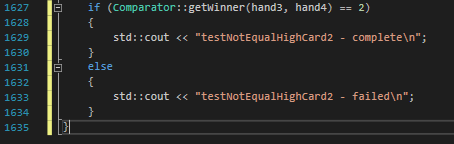 1627 if (Comparator::getWinner(hand3, hand4) == 2)
1628 {
1629 std::cout << "testNotEqualHighCard2 - complete\n";
1630 }
1631 else
1632 {
1633 std::cout << "testNotEqualHighCard2 - failed\n";
1634 }
1635 }